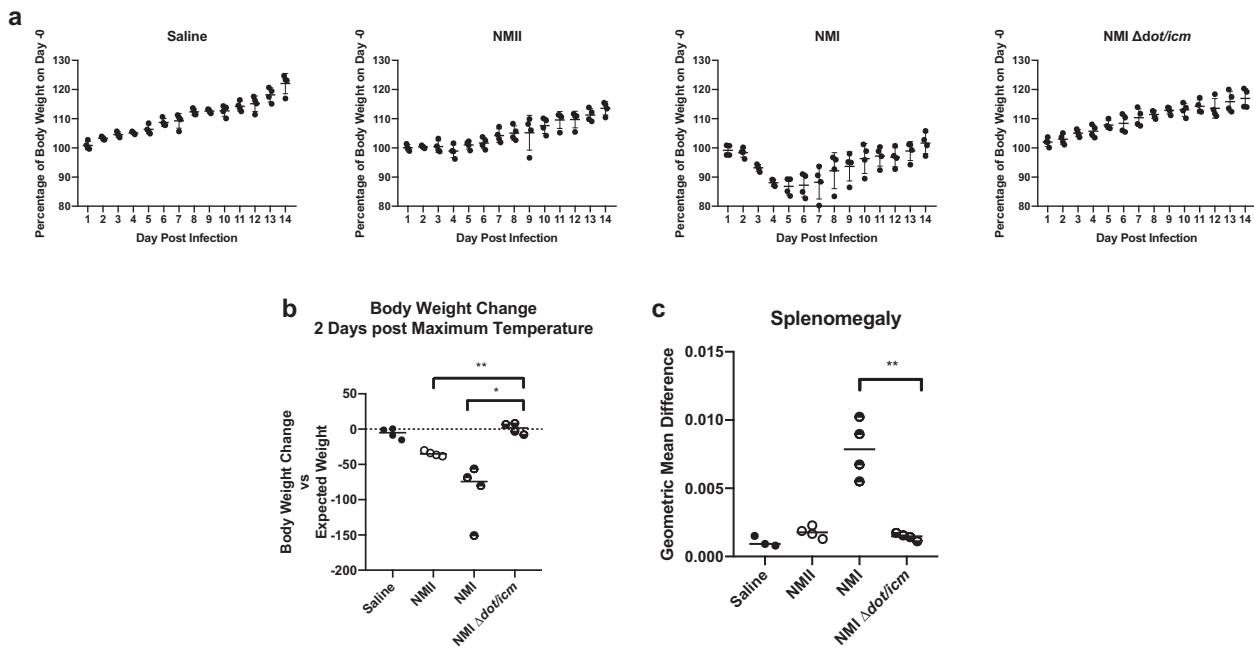 a
Saline
Percentage of Body Weight on Day -0
130
120
110
100
90
80
1 2 3 4 5 6 7 8 9 10 11 12 13 14
Day Post Infection
NMII
Percentage of Body Weight on Day -0
130
120
110
100
90
80
1 2 3 4 5 6 7 8 9 10 11 12 13 14
Day Post Infection
NMI
Percentage of Body Weight on Day -0
130
120
110
100
90
80
1 2 3 4 5 6 7 8 9 10 11 12 13 14
Day Post Infection
NMI Δdot/icm
Percentage of Body Weight on Day -0
130
120
110
100
90
80
1 2 3 4 5 6 7 8 9 10 11 12 13 14
Day Post Infection
b
Body Weight Change
2 Days post Maximum Temperature
Body Weight Change
vs
Expected Weight
50
0
-50
-100
-150
-200
**
*
Saline
NMII
NMI
NMI Δdot/icm
c
Splenomegaly
Geometric Mean Difference
0.015
0.010
0.005
0.000
**
Saline
NMII
NMI
NMI Δdot/icm